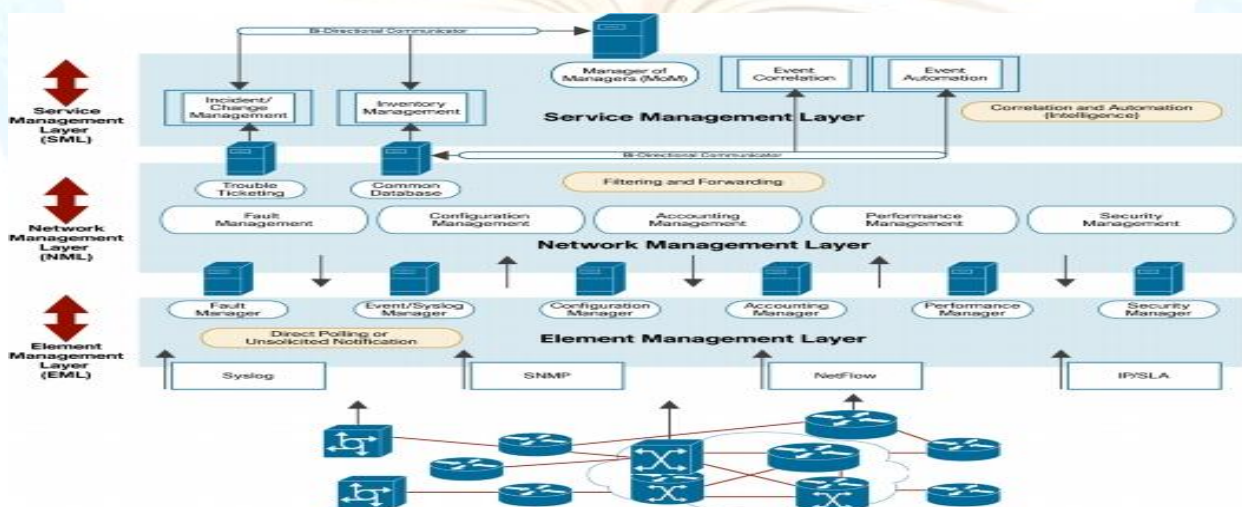 Bi-Directional Communicator
Manager of
Managers (MoM)
Event
Correlation
Event
Automation
Service
Management
Layer
(SML)
Incident/
Change
Management
Inventory
Management
Service Management Layer
Correlation and Automation
(Intelligence)
Bi-Directional Communicator
Trouble
Ticketing
Common
Database
Filtering and Forwarding
Network
Management
Layer
(NML)
Fault
Management
Configuration
Management
Accounting
Management
Performance
Management
Security
Management
Network Management Layer
Fault
Manager
Event/Syslog
Manager
Configuration
Manager
Accounting
Manager
Performance
Manager
Security
Manager
Element
Management
Layer
(EML)
Direct Polling or
Unsolicited Notification
Element Management Layer
Syslog
SNMP
NetFlow
IP/SLA